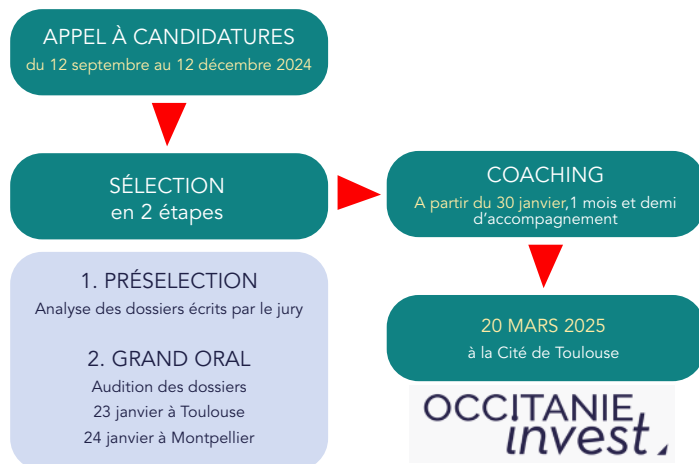 APPEL À CANDIDATURES
du 12 septembre au 12 décembre 2024
SÉLECTION
en 2 étapes
1. PRÉSELECTION
Analyse des dossiers écrits par le jury
2. GRAND ORAL
Audition des dossiers
23 janvier à Toulouse
24 janvier à Montpellier
COACHING
A partir du 30 janvier,1 mois et demi
d'accompagnement
20 MARS 2025
à la Cité de Toulouse
OCCITANIE
invest